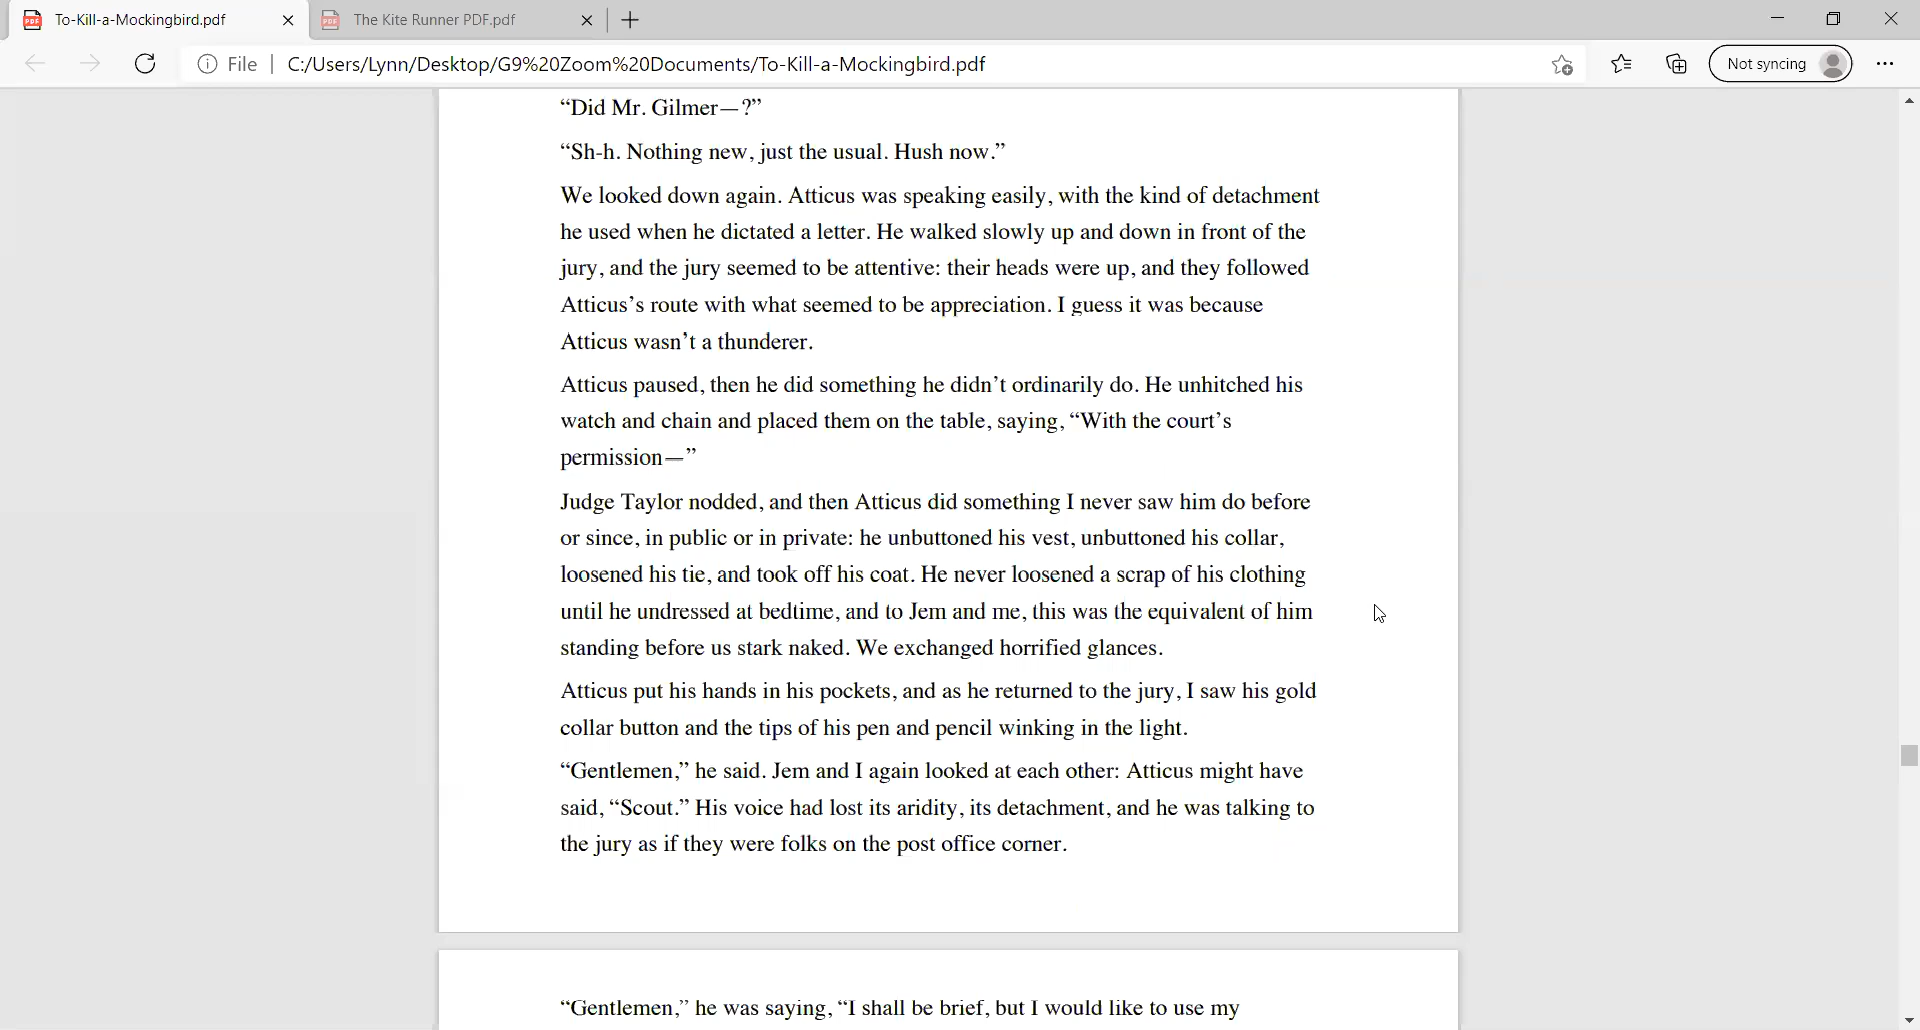 To-Kill-a-Mockingbird.pdf
The Kite Runner PDF.pdf
File
C:/Users/Lynn/Desktop/G9%20Zoom%20Documents/To-Kill-a-Mockingbird.pdf
Not syncing
“Did Mr. Gilmer—?”
“Sh-h. Nothing new, just the usual. Hush now.”
We looked down again. Atticus was speaking easily, with the kind of detachment
he used when he dictated a letter. He walked slowly up and down in front of the
jury, and the jury seemed to be attentive: their heads were up, and they followed
Atticus’s route with what seemed to be appreciation. I guess it was because
Atticus wasn’t a thunderer.
Atticus paused, then he did something he didn’t ordinarily do. He unhitched his
watch and chain and placed them on the table, saying, “With the court’s
permission—”
Judge Taylor nodded, and then Atticus did something I never saw him do before
or since, in public or in private: he unbuttoned his vest, unbuttoned his collar,
loosened his tie, and took off his coat. He never loosened a scrap of his clothing
until he undressed at bedtime, and to Jem and me, this was the equivalent of him
standing before us stark naked. We exchanged horrified glances.
Atticus put his hands in his pockets, and as he returned to the jury, I saw his gold
collar button and the tips of his pen and pencil winking in the light.
“Gentlemen,” he said. Jem and I again looked at each other: Atticus might have
said, “Scout.” His voice had lost its aridity, its detachment, and he was talking to
the jury as if they were folks on the post office corner.
“Gentlemen,” he was saying, “I shall be brief, but I would like to use my